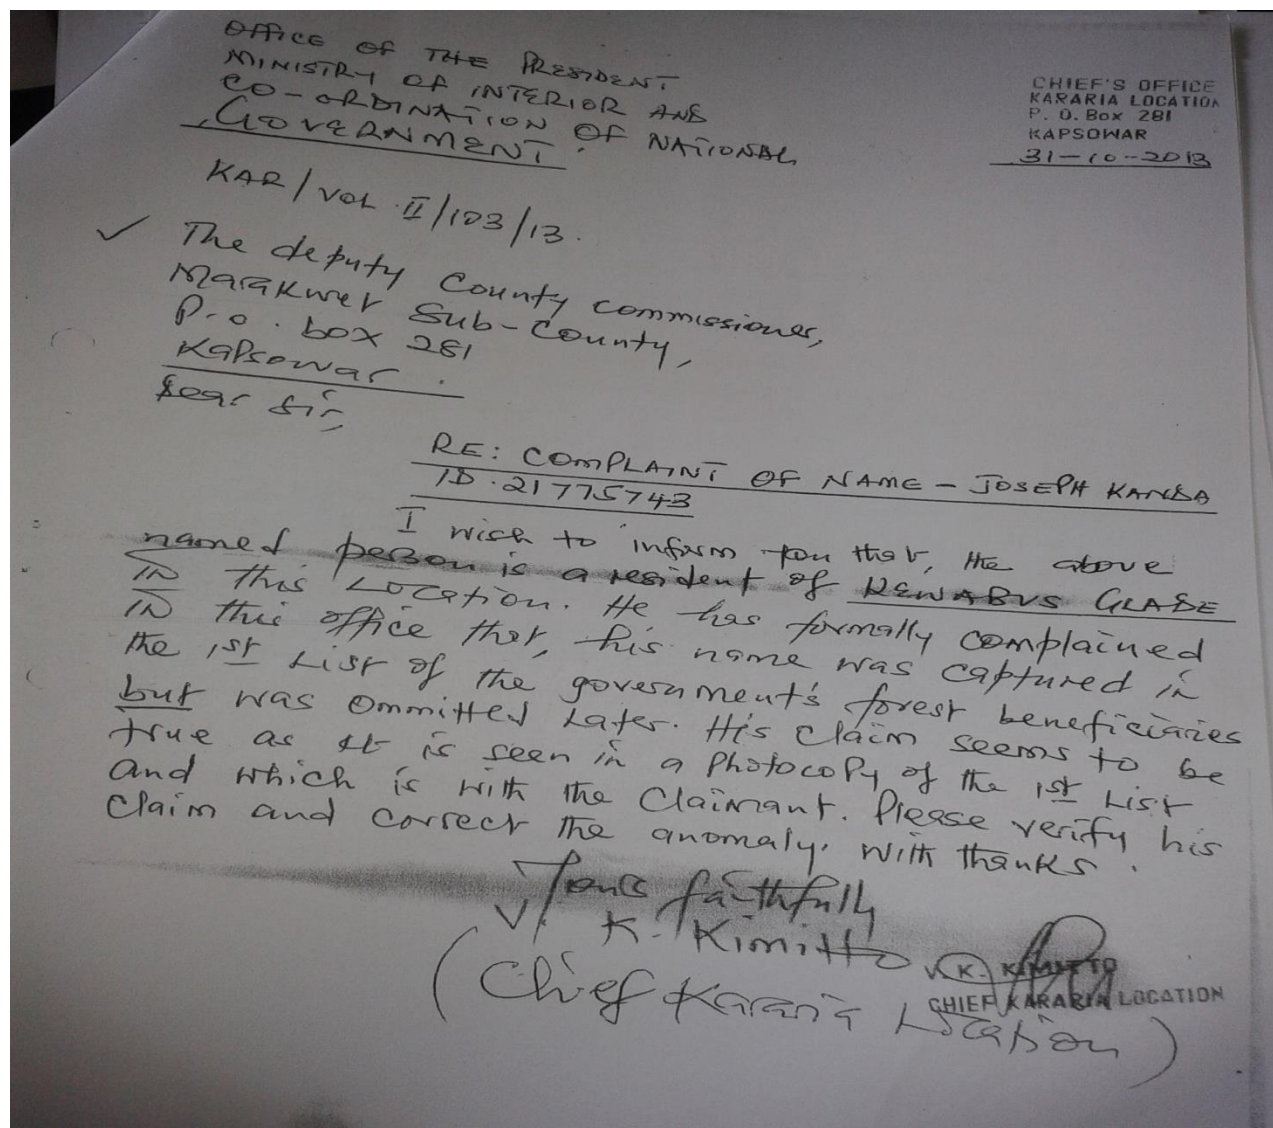 OFFICE OF THE PRESIDENT
MINISTRY OF INTERIOR AND
CO-ORDINATION OF NATIONAL
GOVERNMENT.
CHIEF'S OFFICE
KARARIA LOCATION
P. O. Box 281
KAPSOWAR
31-10-2013
KAR/VOL.II/103/13.
The deputy County commissioner,
Marakwet Sub-County,
P.o. box 281
Kapsowar.
Dear Sir,
RE: COMPLAINT OF NAME - JOSEPH
ID.21775743
I wish to inform you that, the above
named person is a resident of GLADE
IN this Location. He has formally complained
IN this office that, his name was captured in
the 1st List of the government's forest beneficiaries
but was ommitted Later. His claim seems to be
true as it is seen in a Photocopy of the 1st List
and which is with the Claimant. Please verify his
claim and correct the anomaly. With thanks.
Yours faithfully
K. Kimitto
V. K. KIMITTO
CHIEF KARARIA LOCATION
(Chief Kararia Location)